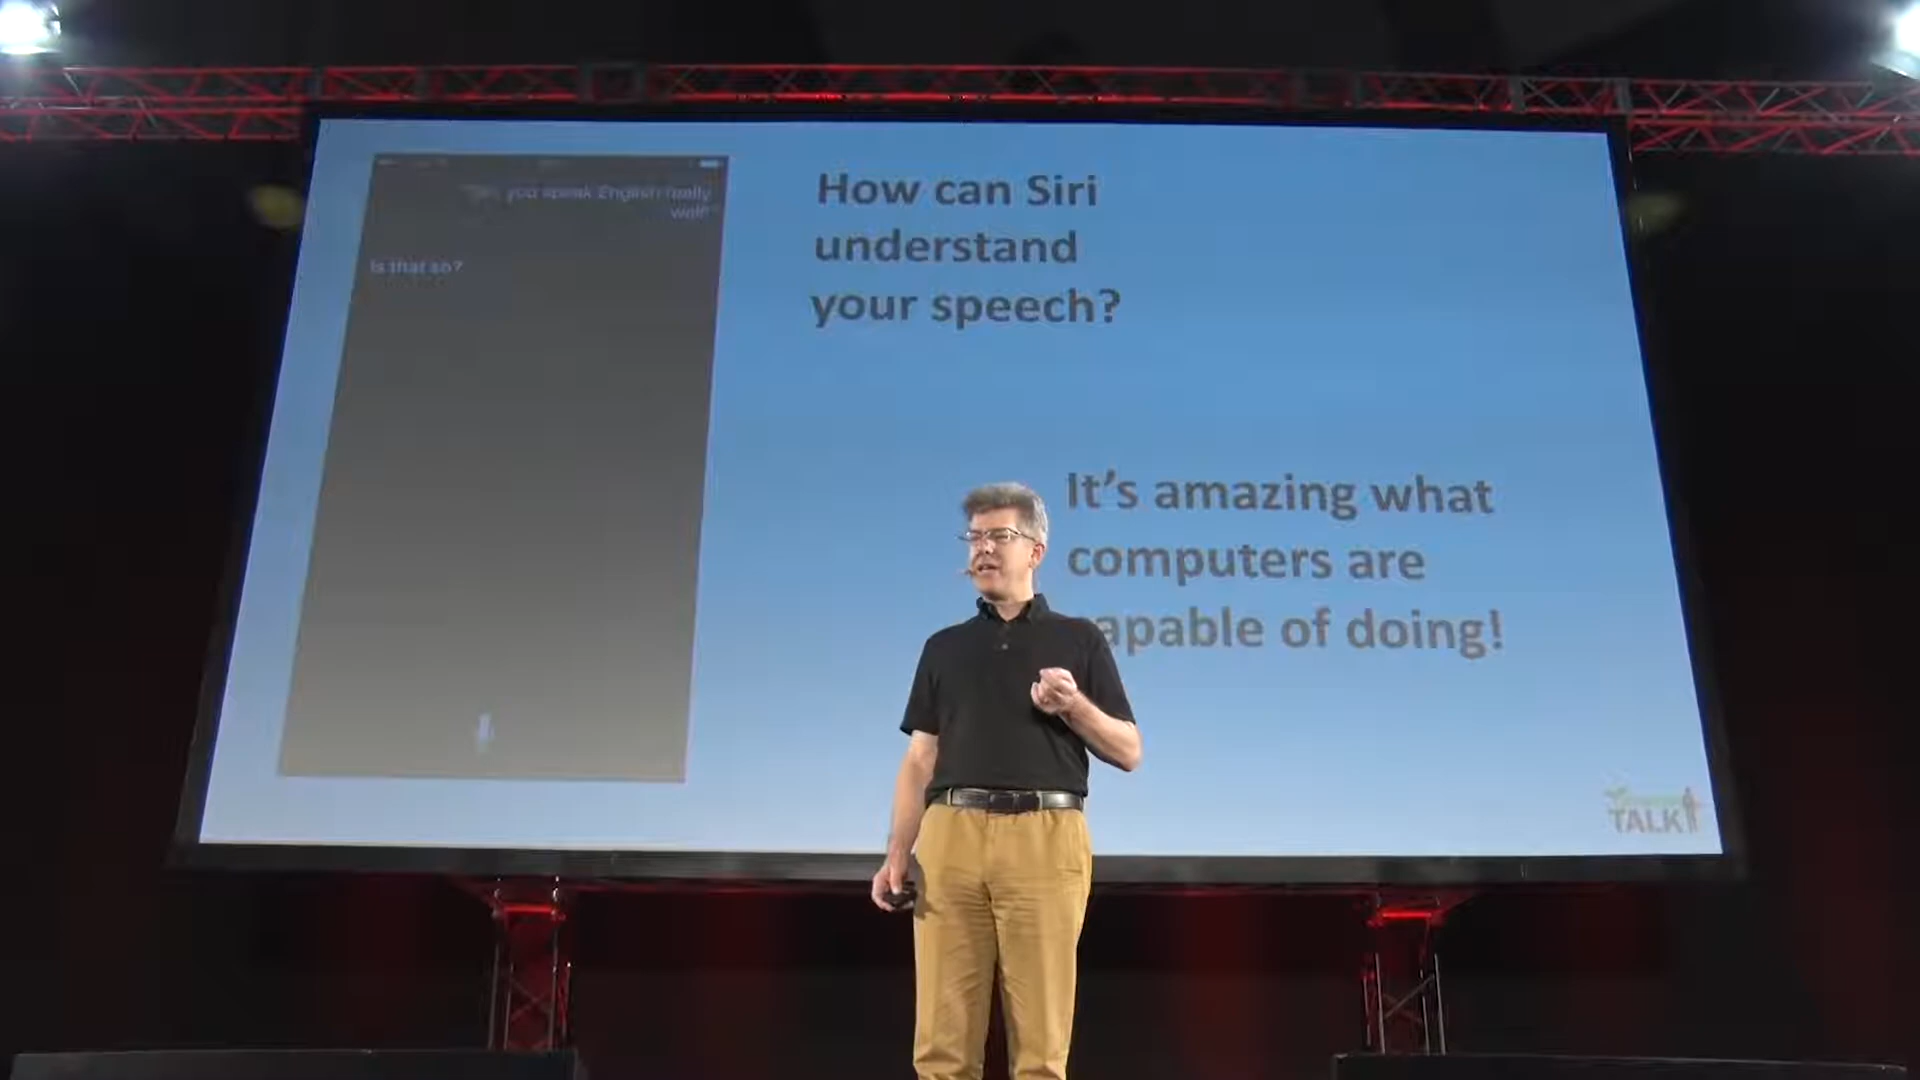 you speak English really
well"
Is that so?
How can Siri
understand
your speech?
It's amazing what
computers are
capable of doing!
TALK